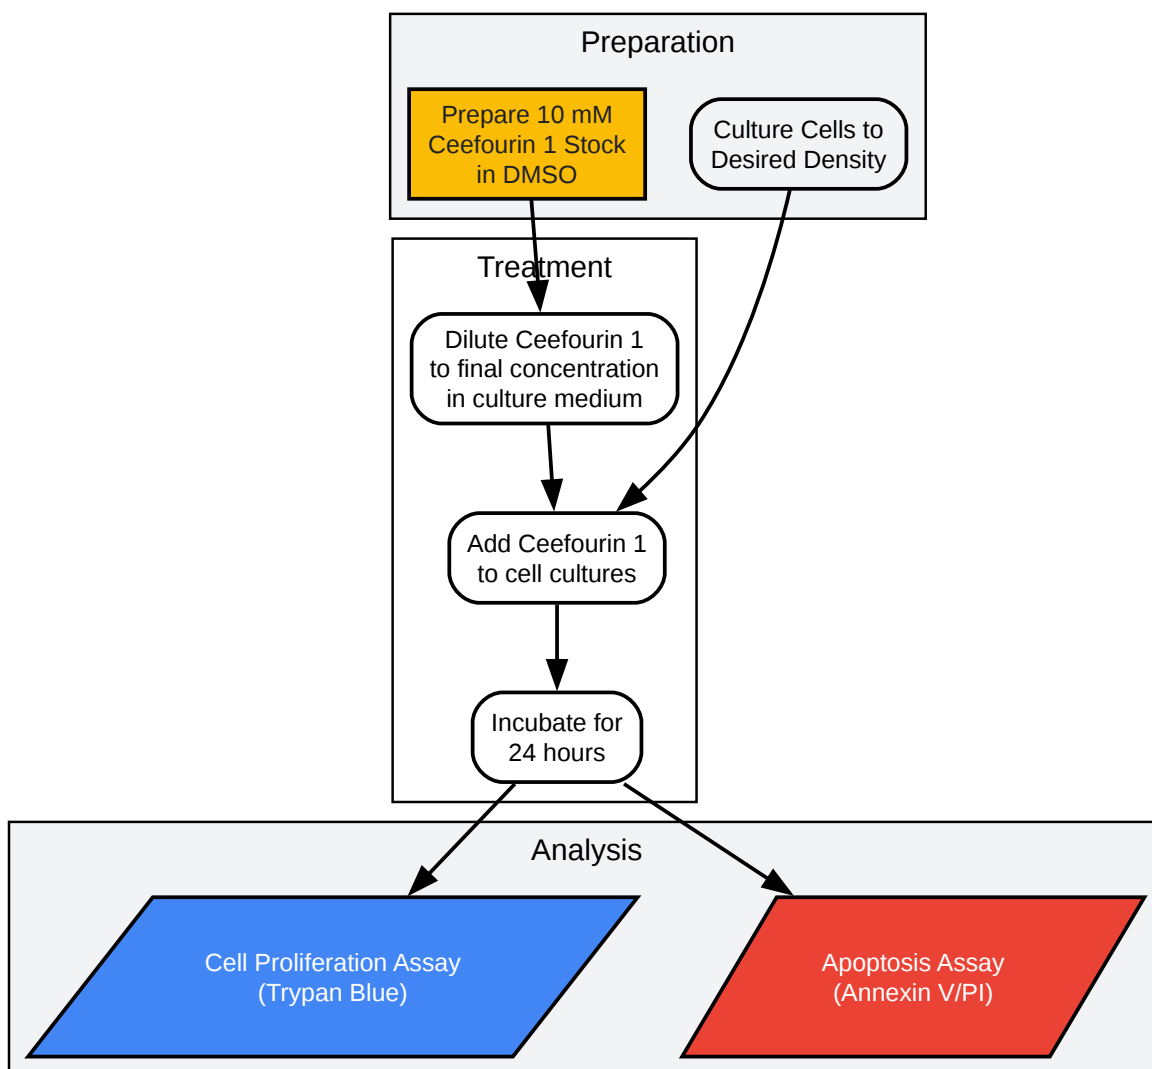 Preparation
Prepare 10 mM
Ceefourin 1 Stock
in DMSO
Culture Cells to
Desired Density
Treatment
Dilute Ceefourin 1
to final concentration
in culture medium
Add Ceefourin 1
to cell cultures
Incubate for
24 hours
Analysis
Cell Proliferation Assay
(Trypan Blue)
Apoptosis Assay
(Annexin V/PI)